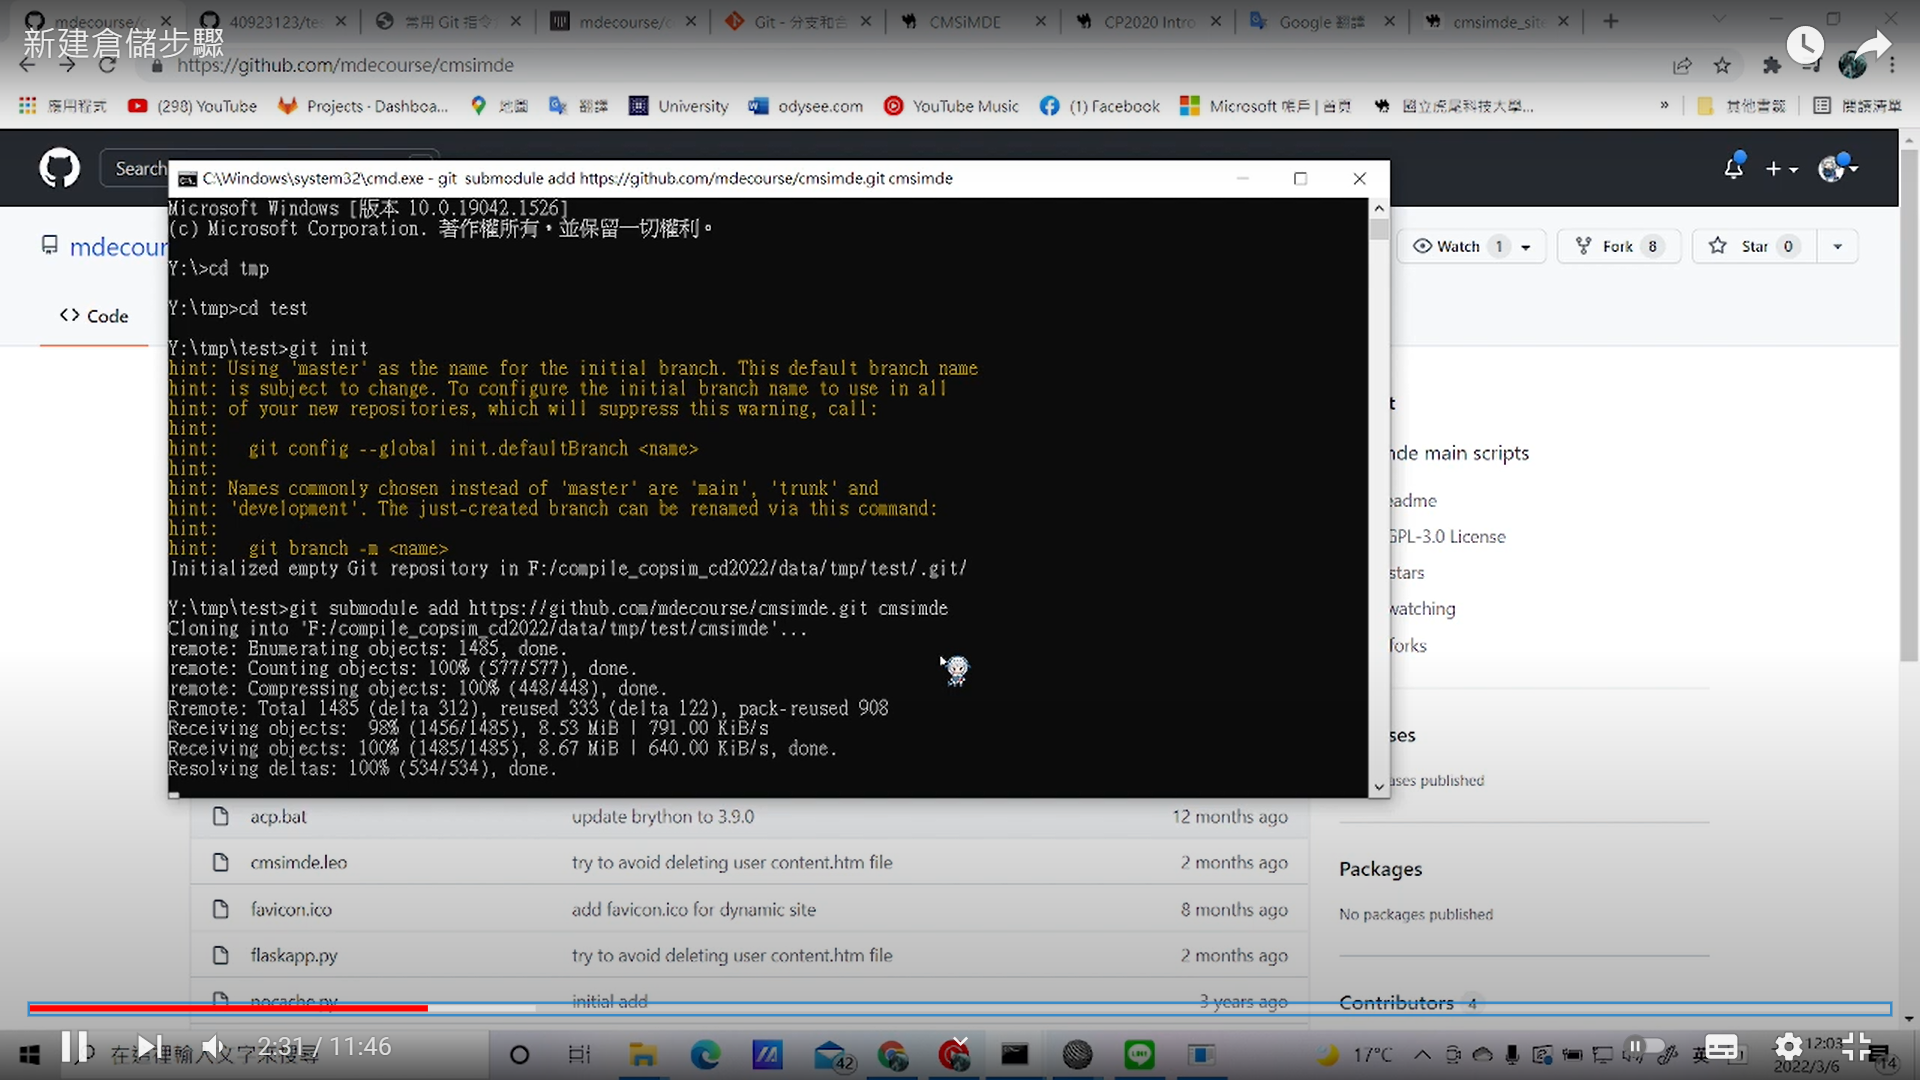 mdecourse/c
40923123/tes
常用 Git 指令
mdecourse/c
Git - 分支和合
CMSiMDE
CP2020 Intro
Google 翻譯
cmsimde_site
新建倉儲步驟
https://github.com/mdecourse/cmsimde
應用程式
(298) YouTube
Projects - Dashboa...
地圖
翻譯
University
odysee.com
YouTube Music
(1) Facebook
Microsoft 帳戶 | 首頁
國立虎尾科技大學...
»
其他書籤
閱讀清單
Search
C:\Windows\system32\cmd.exe - git submodule add https://github.com/mdecourse/cmsimde.git cmsimde
mdecour
Watch 1
Fork 8
Star 0
<> Code
Microsoft Windows [版本 10.0.19042.1526]
(c) Microsoft Corporation. 著作權所有，並保留一切權利。
Y:\>cd tmp
Y:\tmp>cd test
Y:\tmp\test>git init
hint: Using 'master' as the name for the initial branch. This default branch name
hint: is subject to change. To configure the initial branch name to use in all
hint: of your new repositories, which will suppress this warning, call:
hint:
hint:   git config --global init.defaultBranch <name>
hint:
hint: Names commonly chosen instead of 'master' are 'main', 'trunk' and
hint: 'development'. The just-created branch can be renamed via this command:
hint:
hint:   git branch -m <name>
Initialized empty Git repository in F:/compile_copsim_cd2022/data/tmp/test/.git/
Y:\tmp\test>git submodule add https://github.com/mdecourse/cmsimde.git cmsimde
Cloning into 'F:/compile_copsim_cd2022/data/tmp/test/cmsimde'...
remote: Enumerating objects: 1485, done.
remote: Counting objects: 100% (577/577), done.
remote: Compressing objects: 100% (448/448), done.
Rremote: Total 1485 (delta 312), reused 333 (delta 122), pack-reused 908
Receiving objects:  98% (1456/1485), 8.53 MiB | 791.00 KiB/s
Receiving objects: 100% (1485/1485), 8.67 MiB | 640.00 KiB/s, done.
Resolving deltas: 100% (534/534), done.
t
nde main scripts
eadme
GPL-3.0 License
stars
watching
forks
ses
ases published
acp.bat update brython to 3.9.0 12 months ago
cmsimde.leo try to avoid deleting user content.htm file 2 months ago
favicon.ico add favicon.ico for dynamic site 8 months ago
flaskapp.py try to avoid deleting user content.htm file 2 months ago
nocache.py initial add 3 years ago
Packages
No packages published
Contributors 4
在這裡輸入文字來搜尋
2:31 / 11:46
42
17°C
英
12:03
2022/3/6
14